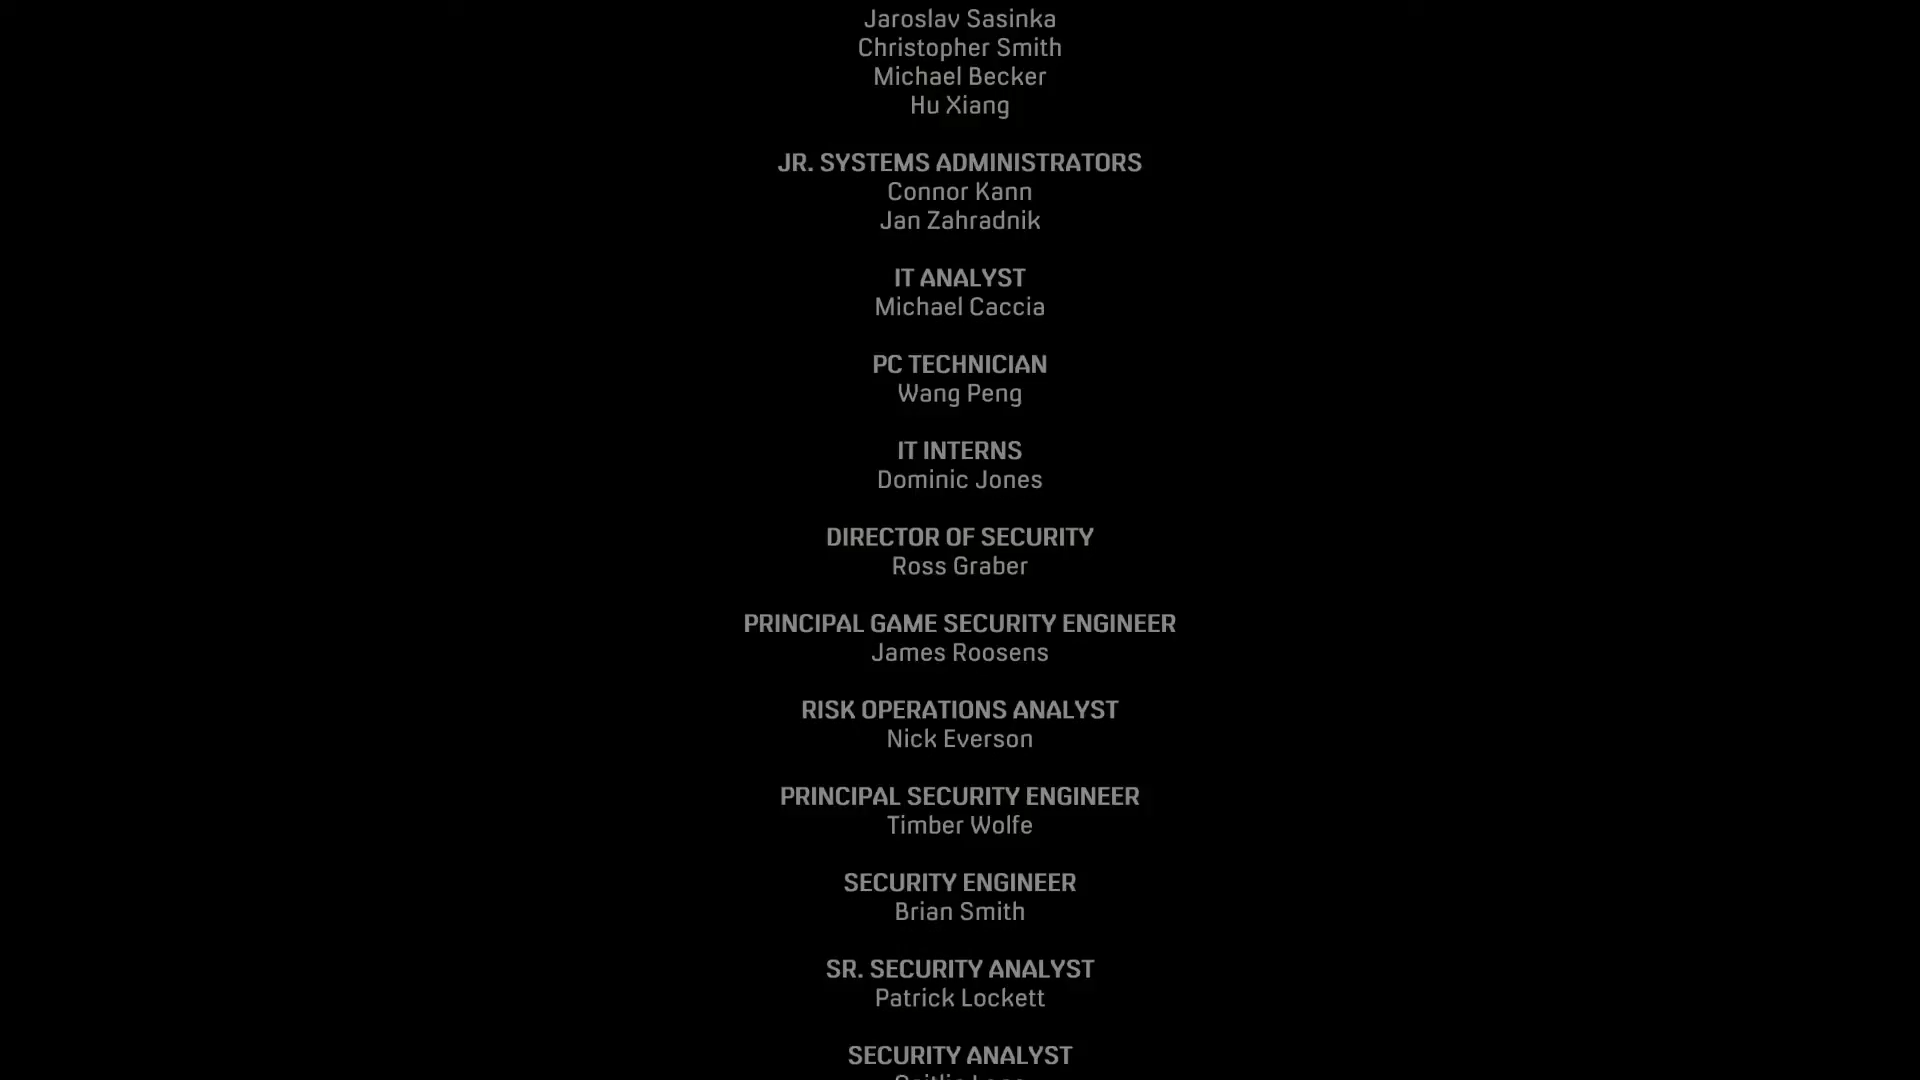 Jaroslav Sasinka
Christopher Smith
Michael Becker
Hu Xiang
JR. SYSTEMS ADMINISTRATORS
Connor Kann
Jan Zahradnik
IT ANALYST
Michael Caccia
PC TECHNICIAN
Wang Peng
IT INTERNS
Dominic Jones
DIRECTOR OF SECURITY
Ross Graber
PRINCIPAL GAME SECURITY ENGINEER
James Roosens
RISK OPERATIONS ANALYST
Nick Everson
PRINCIPAL SECURITY ENGINEER
Timber Wolfe
SECURITY ENGINEER
Brian Smith
SR. SECURITY ANALYST
Patrick Lockett
SECURITY ANALYST